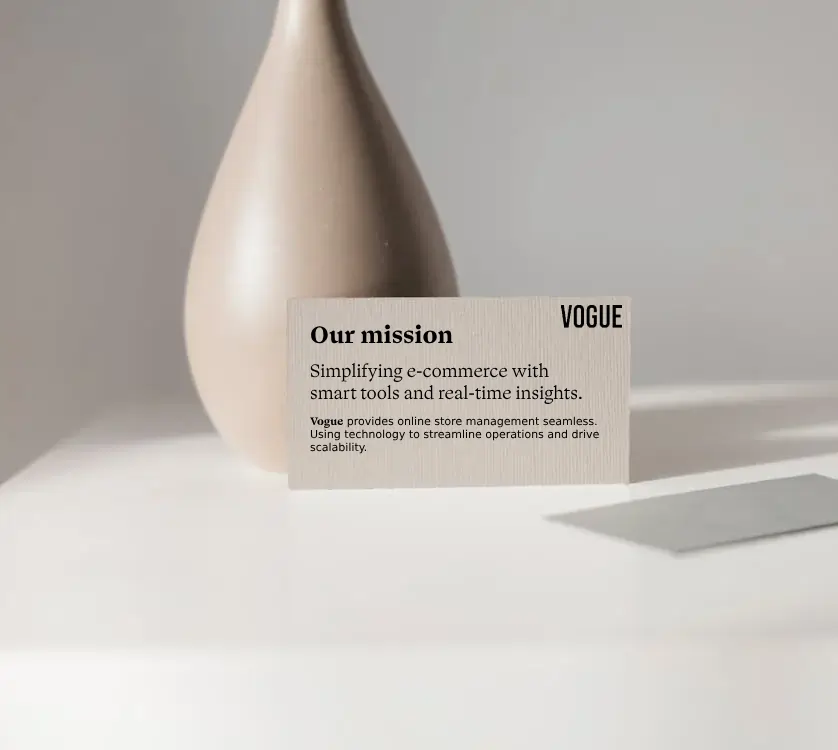 VOGUE
Our mission
Simplifying e-commerce with
smart tools and real-time insights.
Vogue provides online store management seamless.
Using technology to streamline operations and drive
scalability.